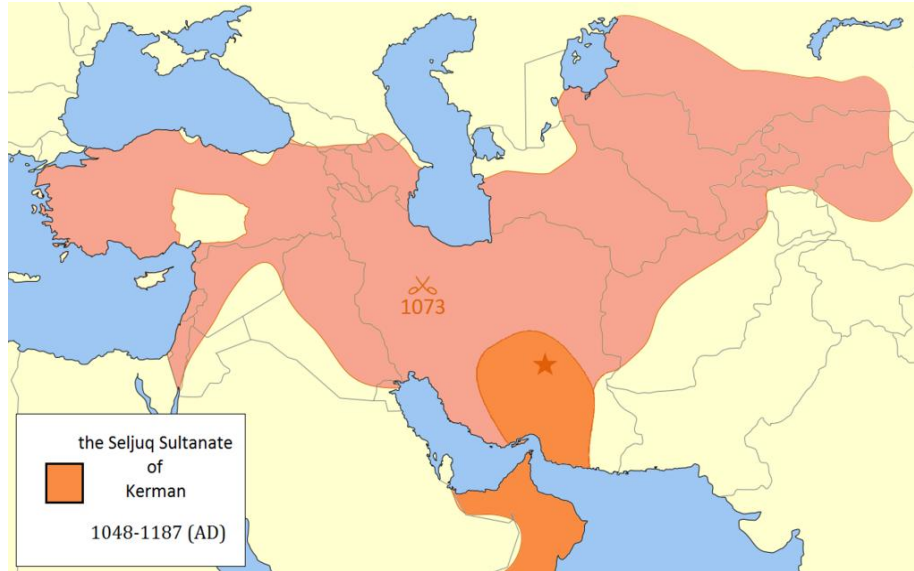 1073
the Seljuq Sultanate
of
Kerman
1048-1187 (AD)